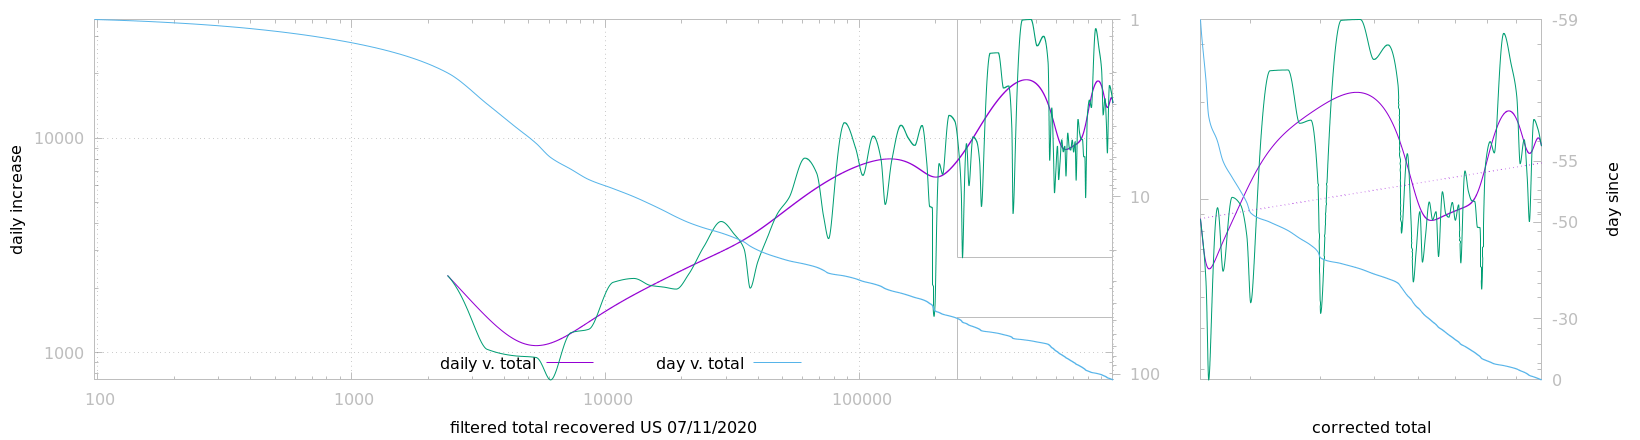 daily increase
10000
1000
100
1000
10000
100000
1
10
100
daily v. total
day v. total
filtered total recovered US 07/11/2020
-59
-55
-50
-30
0
day since
corrected total